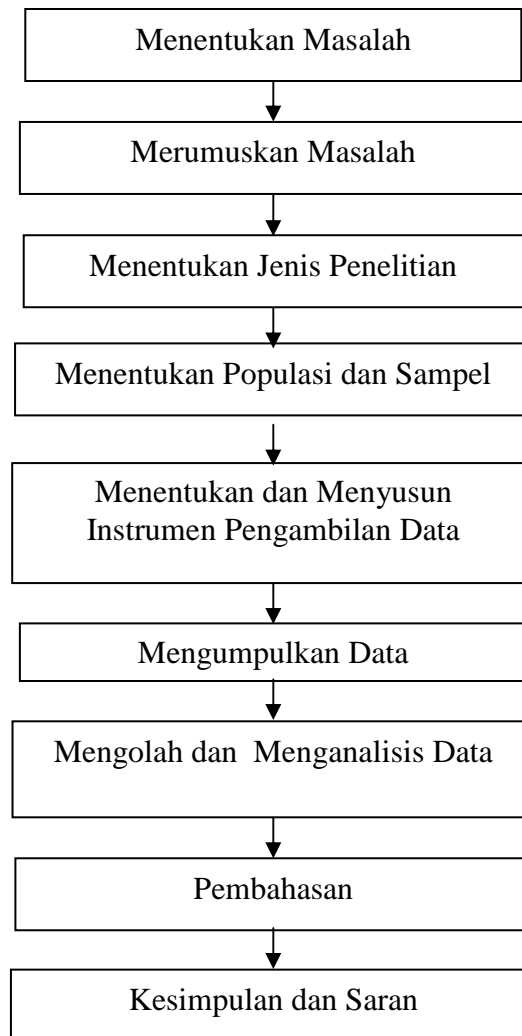 Menentukan Masalah
Merumuskan Masalah
Menentukan Jenis Penelitian
Menentukan Populasi dan Sampel
Menentukan dan Menyusun
Instrumen Pengambilan Data
Mengumpulkan Data
Mengolah dan  Menganalisis Data
Pembahasan
Kesimpulan dan Saran